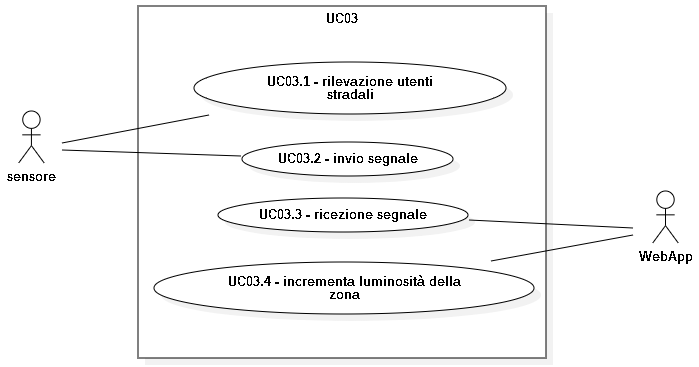 UC03
UC03.1 - rilevazione utenti
stradali
sensore
UC03.2 - invio segnale
UC03.3 - ricezione segnale
WebApp
UC03.4 - incrementa luminosità della
zona